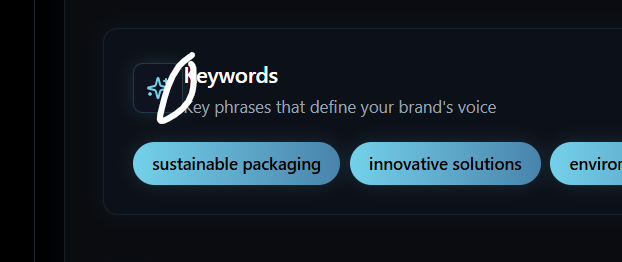 Keywords
Key phrases that define your brand's voice
sustainable packaging innovative solutions